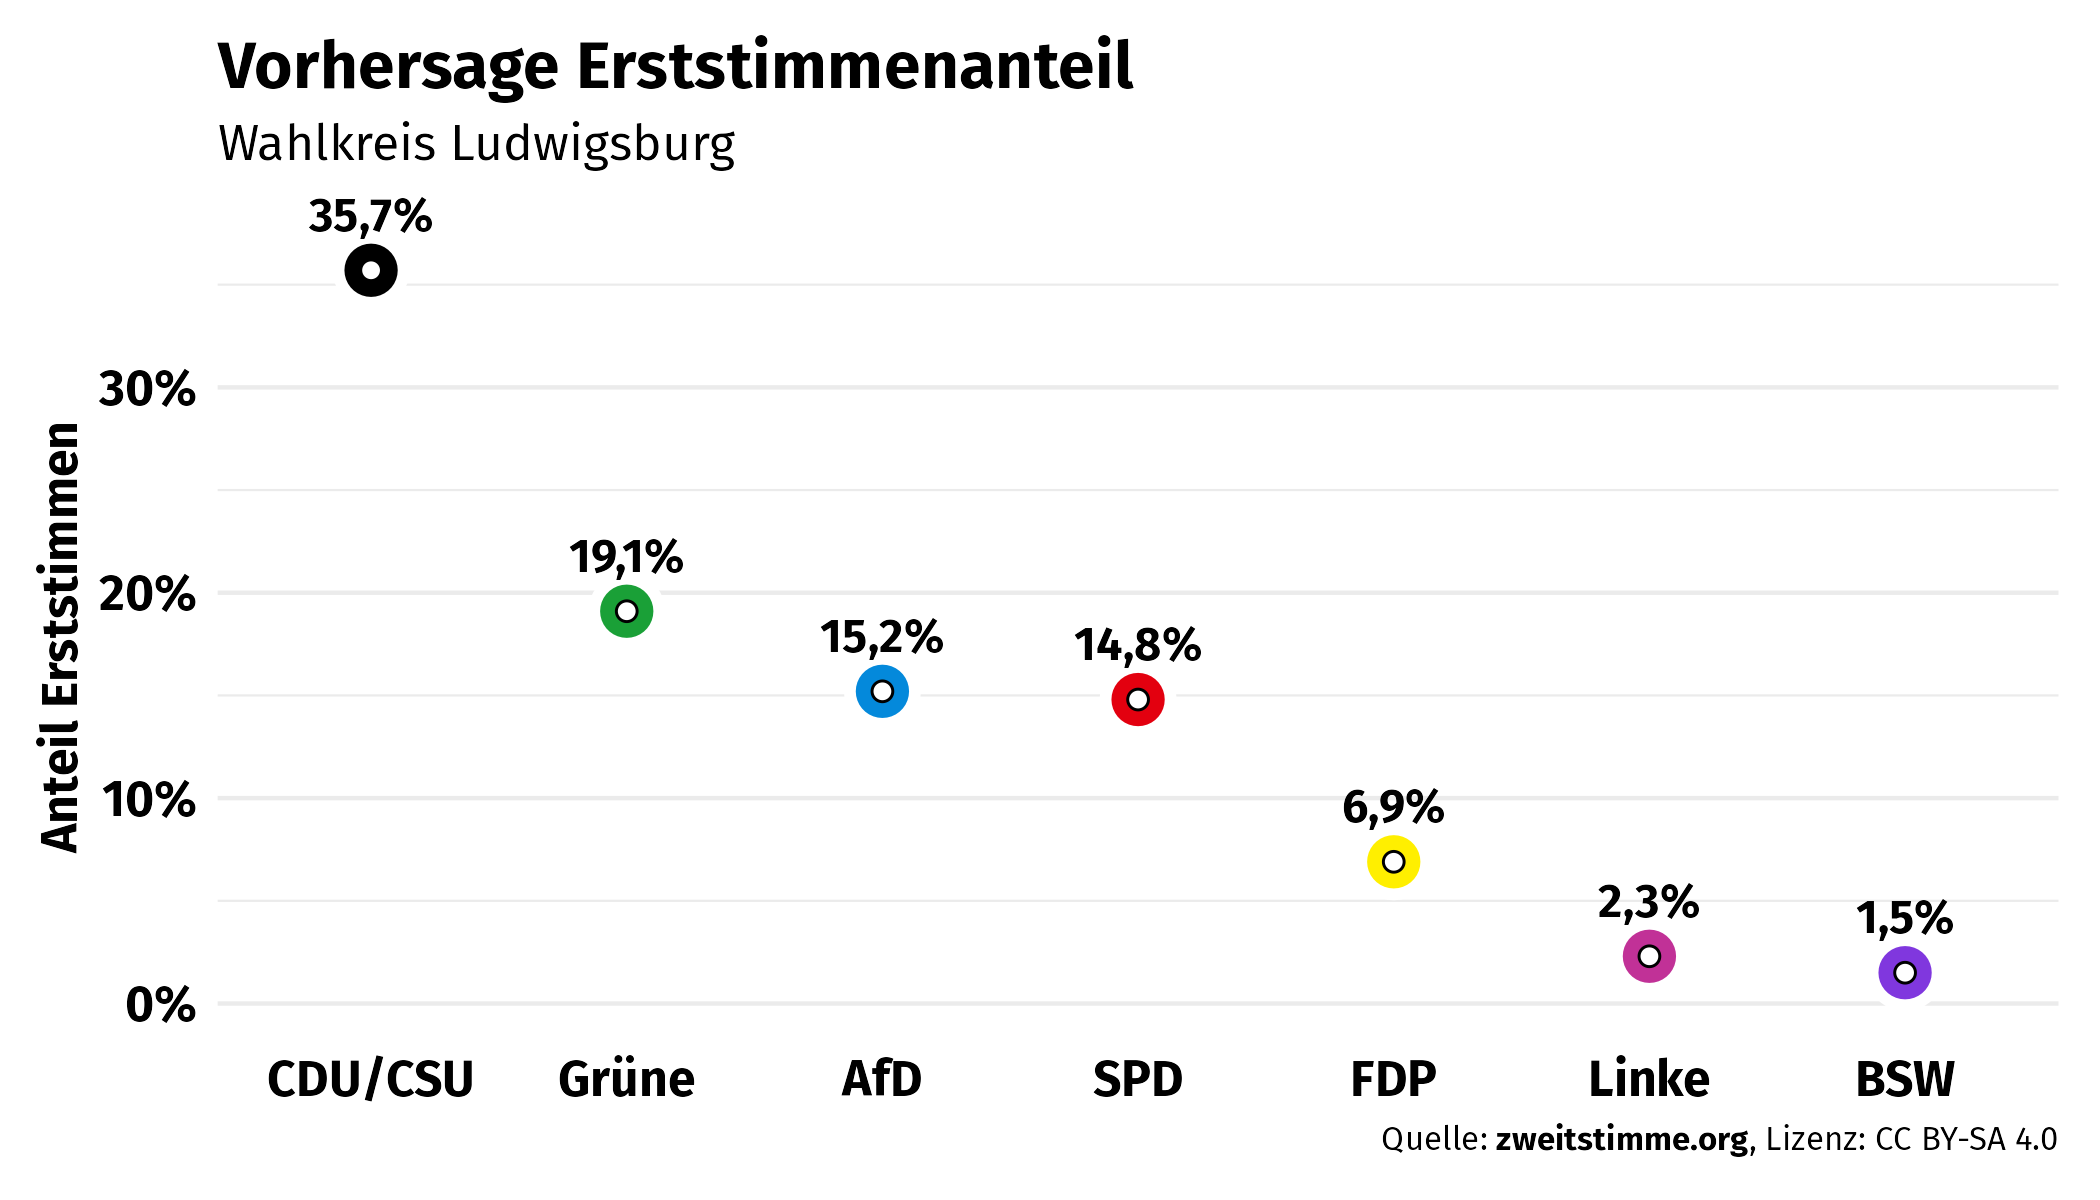 Vorhersage Erststimmenanteil
Wahlkreis Ludwigsburg
35,7%
30%
19,1%
20%
15,2%
14,8%
10%
6,9%
2,3%
1,5%
0%
Anteil Erststimmen
CDU/CSU Grüne AfD SPD FDP Linke BSW
Quelle: zweitstimme.org, Lizenz: CC BY-SA 4.0